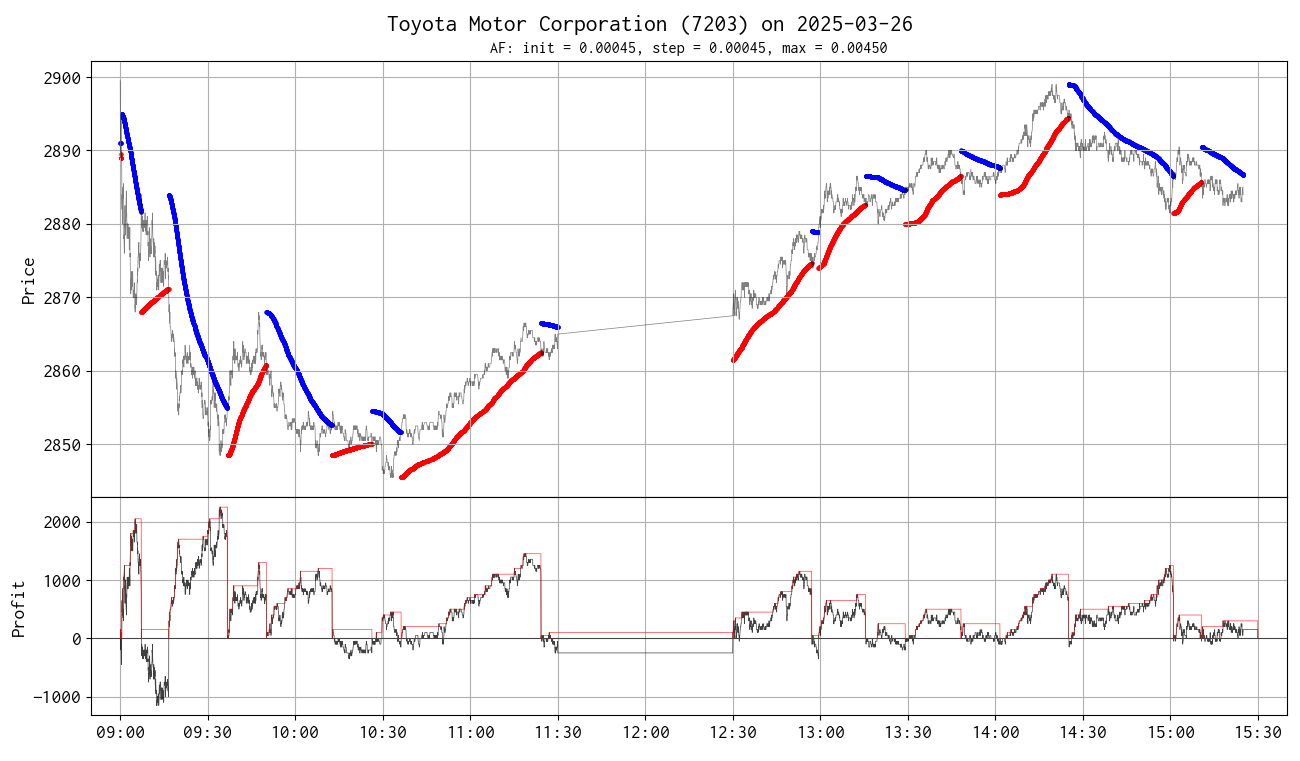 Toyota Motor Corporation (7203) on 2025-03-26
AF: init = 0.00045, step = 0.00045, max = 0.00450
Price
2900
2890
2880
2870
2860
2850
Profit
2000
1000
0
−1000
09:00 09:30 10:00 10:30 11:00 11:30 12:00 12:30 13:00 13:30 14:00 14:30 15:00 15:30